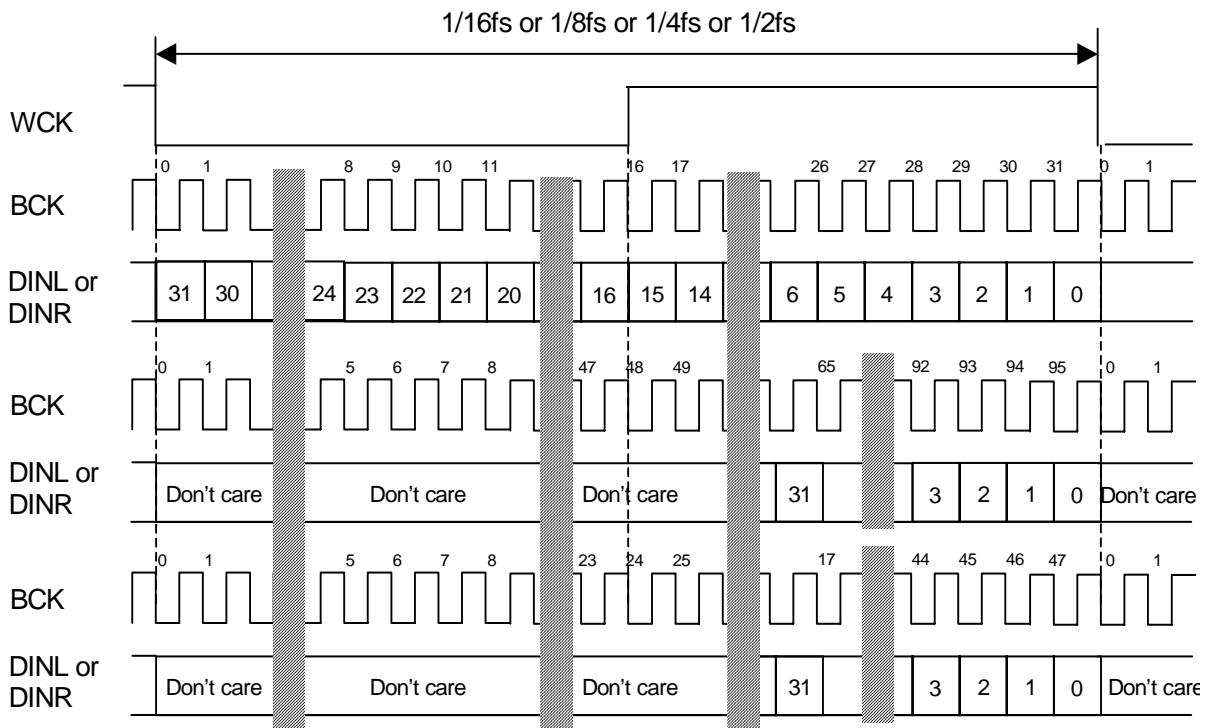 1/16fs or 1/8fs or 1/4fs or 1/2fs
WCK
0 1 8 9 10 11 16 17 26 27 28 29 30 31 0 1
BCK
DINL or
DINR
31 30 24 23 22 21 20 16 15 14 6 5 4 3 2 1 0
0 1 5 6 7 8 47 48 49 65 92 93 94 95 0 1
BCK
DINL or
DINR
Don't care Don't care Don't care 31 3 2 1 0 Don't care
0 1 5 6 7 8 23 24 25 17 44 45 46 47 0 1
BCK
DINL or
DINR
Don't care Don't care Don't care 31 3 2 1 0 Don't care